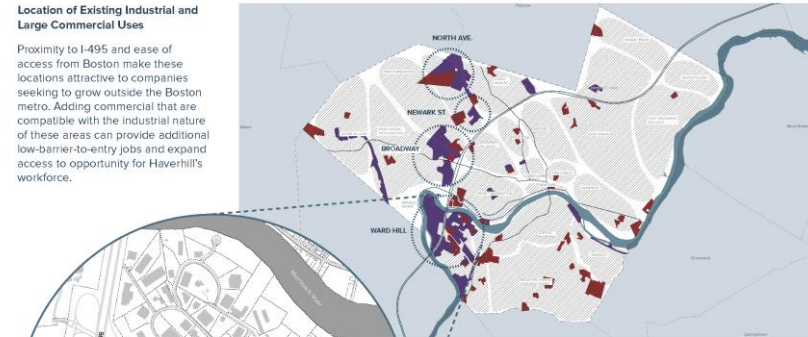 Location of Existing Industrial and
Large Commercial Uses
Proximity to I-495 and ease of
access from Boston make these
locations attractive to companies
seeking to grow outside the Boston
metro. Adding commercial that are
compatible with the industrial nature
of these areas can provide additional
low-barrier-to-entry jobs and expand
access to opportunity for Haverhill's
workforce.
NORTH AVE.
NEWARK ST.
BROADWAY
WARD HILL
Merrimack River